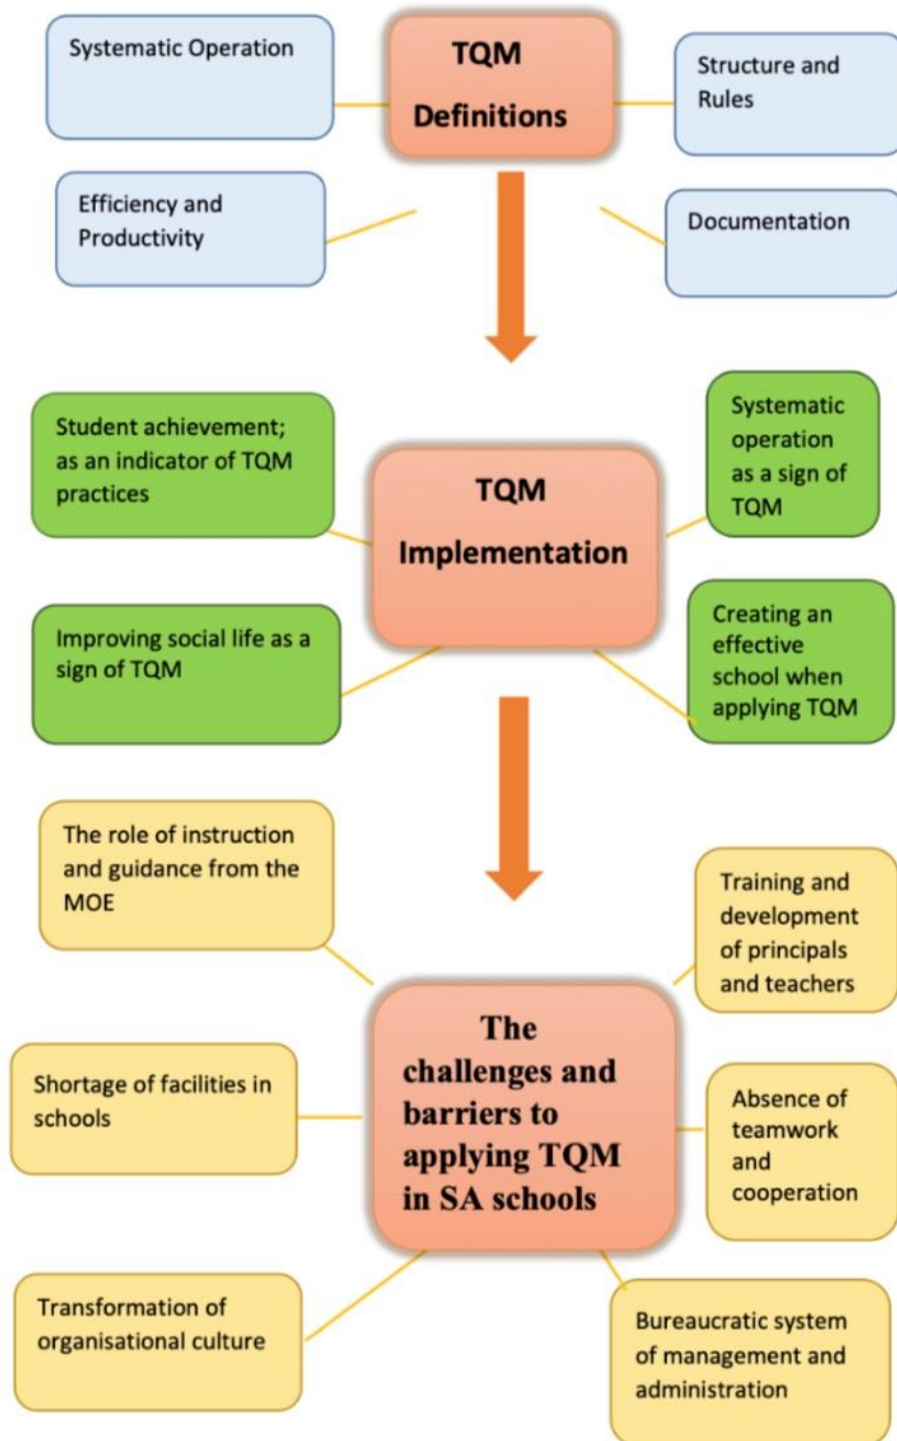 Systematic Operation
TQM
Definitions
Structure and
Rules
Efficiency and
Productivity
Documentation
Student achievement;
as an indicator of TQM
practices
TQM
Implementation
Systematic
operation
as a sign of
TQM
Improving social life as a
sign of TQM
Creating an
effective
school when
applying TQM
The role of instruction
and guidance from the
MOE
Training and
development
of principals
and teachers
The
challenges and
barriers to
applying TQM
in SA schools
Shortage of facilities in
schools
Absence of
teamwork
and
cooperation
Transformation of
organisational culture
Bureaucratic system
of management and
administration